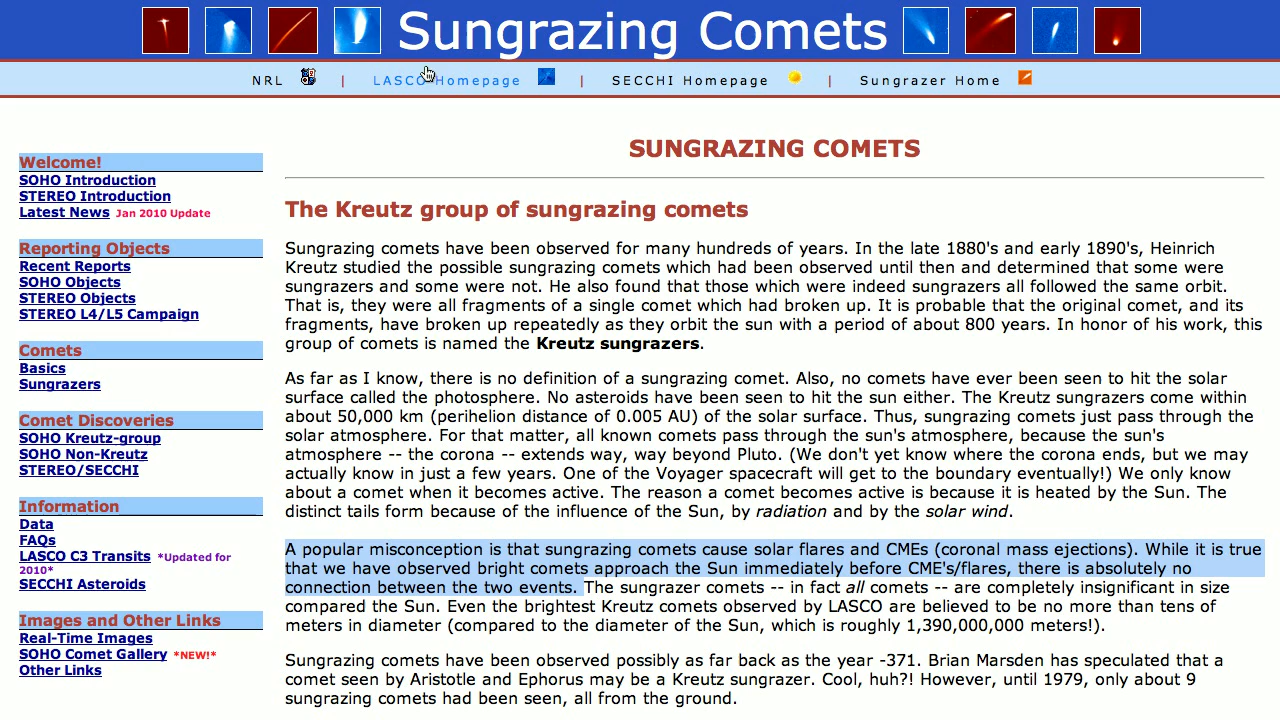 Sungrazing Comets
NRL | LASCO Homepage | SECCHI Homepage | Sungrazer Home
Welcome!
SOHO Introduction
STEREO Introduction
Latest News Jan 2010 Update
Reporting Objects
Recent Reports
SOHO Objects
STEREO Objects
STEREO L4/L5 Campaign
Comets
Basics
Sungrazers
Comet Discoveries
SOHO Kreutz-group
SOHO Non-Kreutz
STEREO/SECCHI
Information
Data
FAQs
LASCO C3 Transits *Updated for
2010*
SECCHI Asteroids
Images and Other Links
Real-Time Images
SOHO Comet Gallery *NEW!*
Other Links
SUNGRAZING COMETS
The Kreutz group of sungrazing comets
Sungrazing comets have been observed for many hundreds of years. In the late 1880's and early 1890's, Heinrich
Kreutz studied the possible sungrazing comets which had been observed until then and determined that some were
sungrazers and some were not. He also found that those which were indeed sungrazers all followed the same orbit.
That is, they were all fragments of a single comet which had broken up. It is probable that the original comet, and its
fragments, have broken up repeatedly as they orbit the sun with a period of about 800 years. In honor of his work, this
group of comets is named the Kreutz sungrazers.
As far as I know, there is no definition of a sungrazing comet. Also, no comets have ever been seen to hit the solar
surface called the photosphere. No asteroids have been seen to hit the sun either. The Kreutz sungrazers come within
about 50,000 km (perihelion distance of 0.005 AU) of the solar surface. Thus, sungrazing comets just pass through the
solar atmosphere. For that matter, all known comets pass through the sun's atmosphere, because the sun's
atmosphere -- the corona -- extends way, way beyond Pluto. (We don't yet know where the corona ends, but we may
actually know in just a few years. One of the Voyager spacecraft will get to the boundary eventually!) We only know
about a comet when it becomes active. The reason a comet becomes active is because it is heated by the Sun. The
distinct tails form because of the influence of the Sun, by radiation and by the solar wind.
A popular misconception is that sungrazing comets cause solar flares and CMEs (coronal mass ejections). While it is true
that we have observed bright comets approach the Sun immediately before CME's/flares, there is absolutely no
connection between the two events. The sungrazer comets -- in fact all comets -- are completely insignificant in size
compared the Sun. Even the brightest Kreutz comets observed by LASCO are believed to be no more than tens of
meters in diameter (compared to the diameter of the Sun, which is roughly 1,390,000,000 meters!).
Sungrazing comets have been observed possibly as far back as the year -371. Brian Marsden has speculated that a
comet seen by Aristotle and Ephorus may be a Kreutz sungrazer. Cool, huh?! However, until 1979, only about 9
sungrazing comets had been seen, all from the ground.